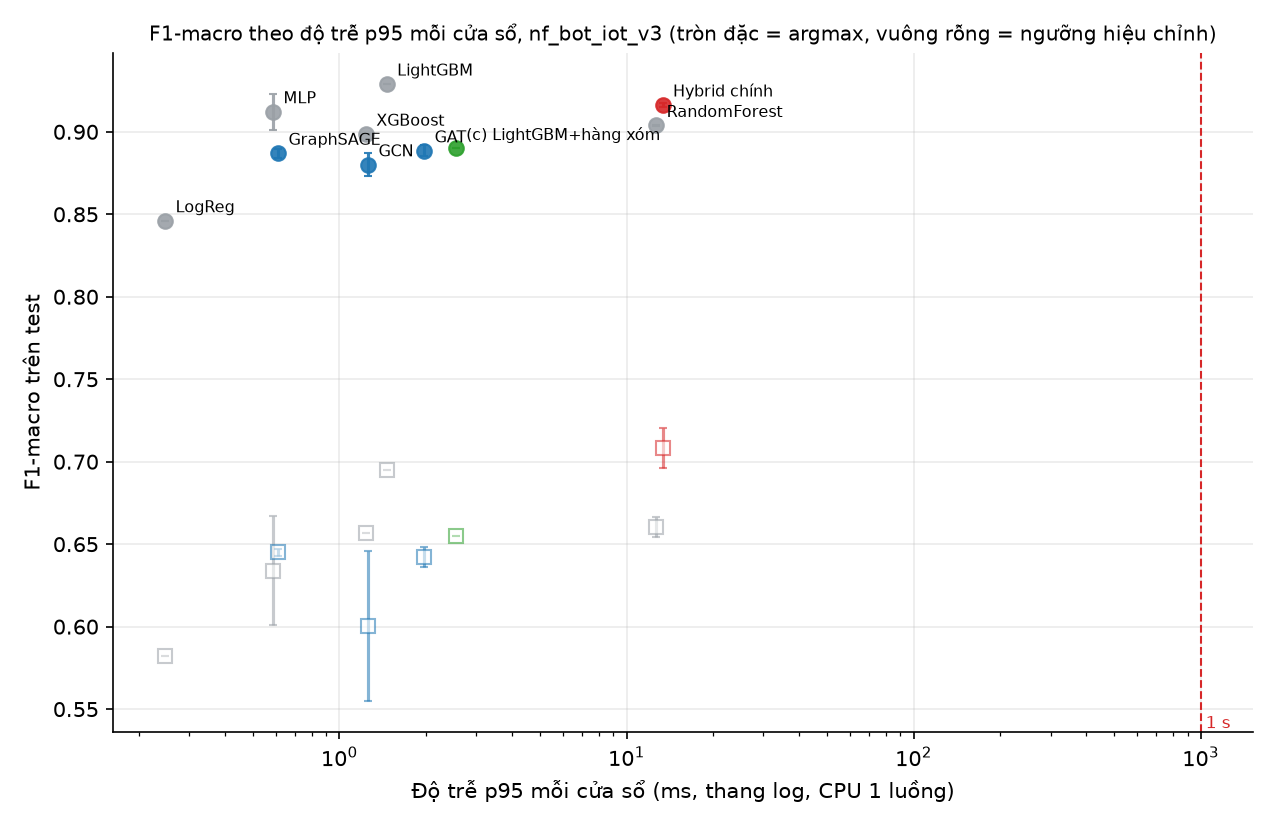 F1-macro theo độ trễ p95 mỗi cửa sổ, nf_bot_iot_v3 (tròn đặc = argmax, vuông rỗng = ngưỡng hiệu chỉnh)
LightGBM
MLP
Hybrid chính
RandomForest
XGBoost
GraphSAGE
GAT
(c) LightGBM+hàng xóm
GCN
LogReg
0.90
0.85
0.80
0.75
0.70
0.65
0.60
0.55
F1-macro trên test
1 s
10⁰
10¹
10²
10³
Độ trễ p95 mỗi cửa sổ (ms, thang log, CPU 1 luồng)